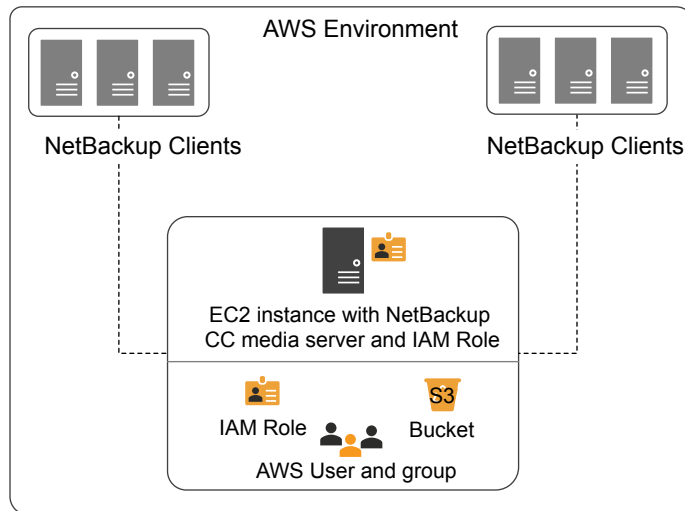 AWS Environment
NetBackup Clients
NetBackup Clients
EC2 instance with NetBackup
CC media server and IAM Role
IAM Role
S3
Bucket
AWS User and group